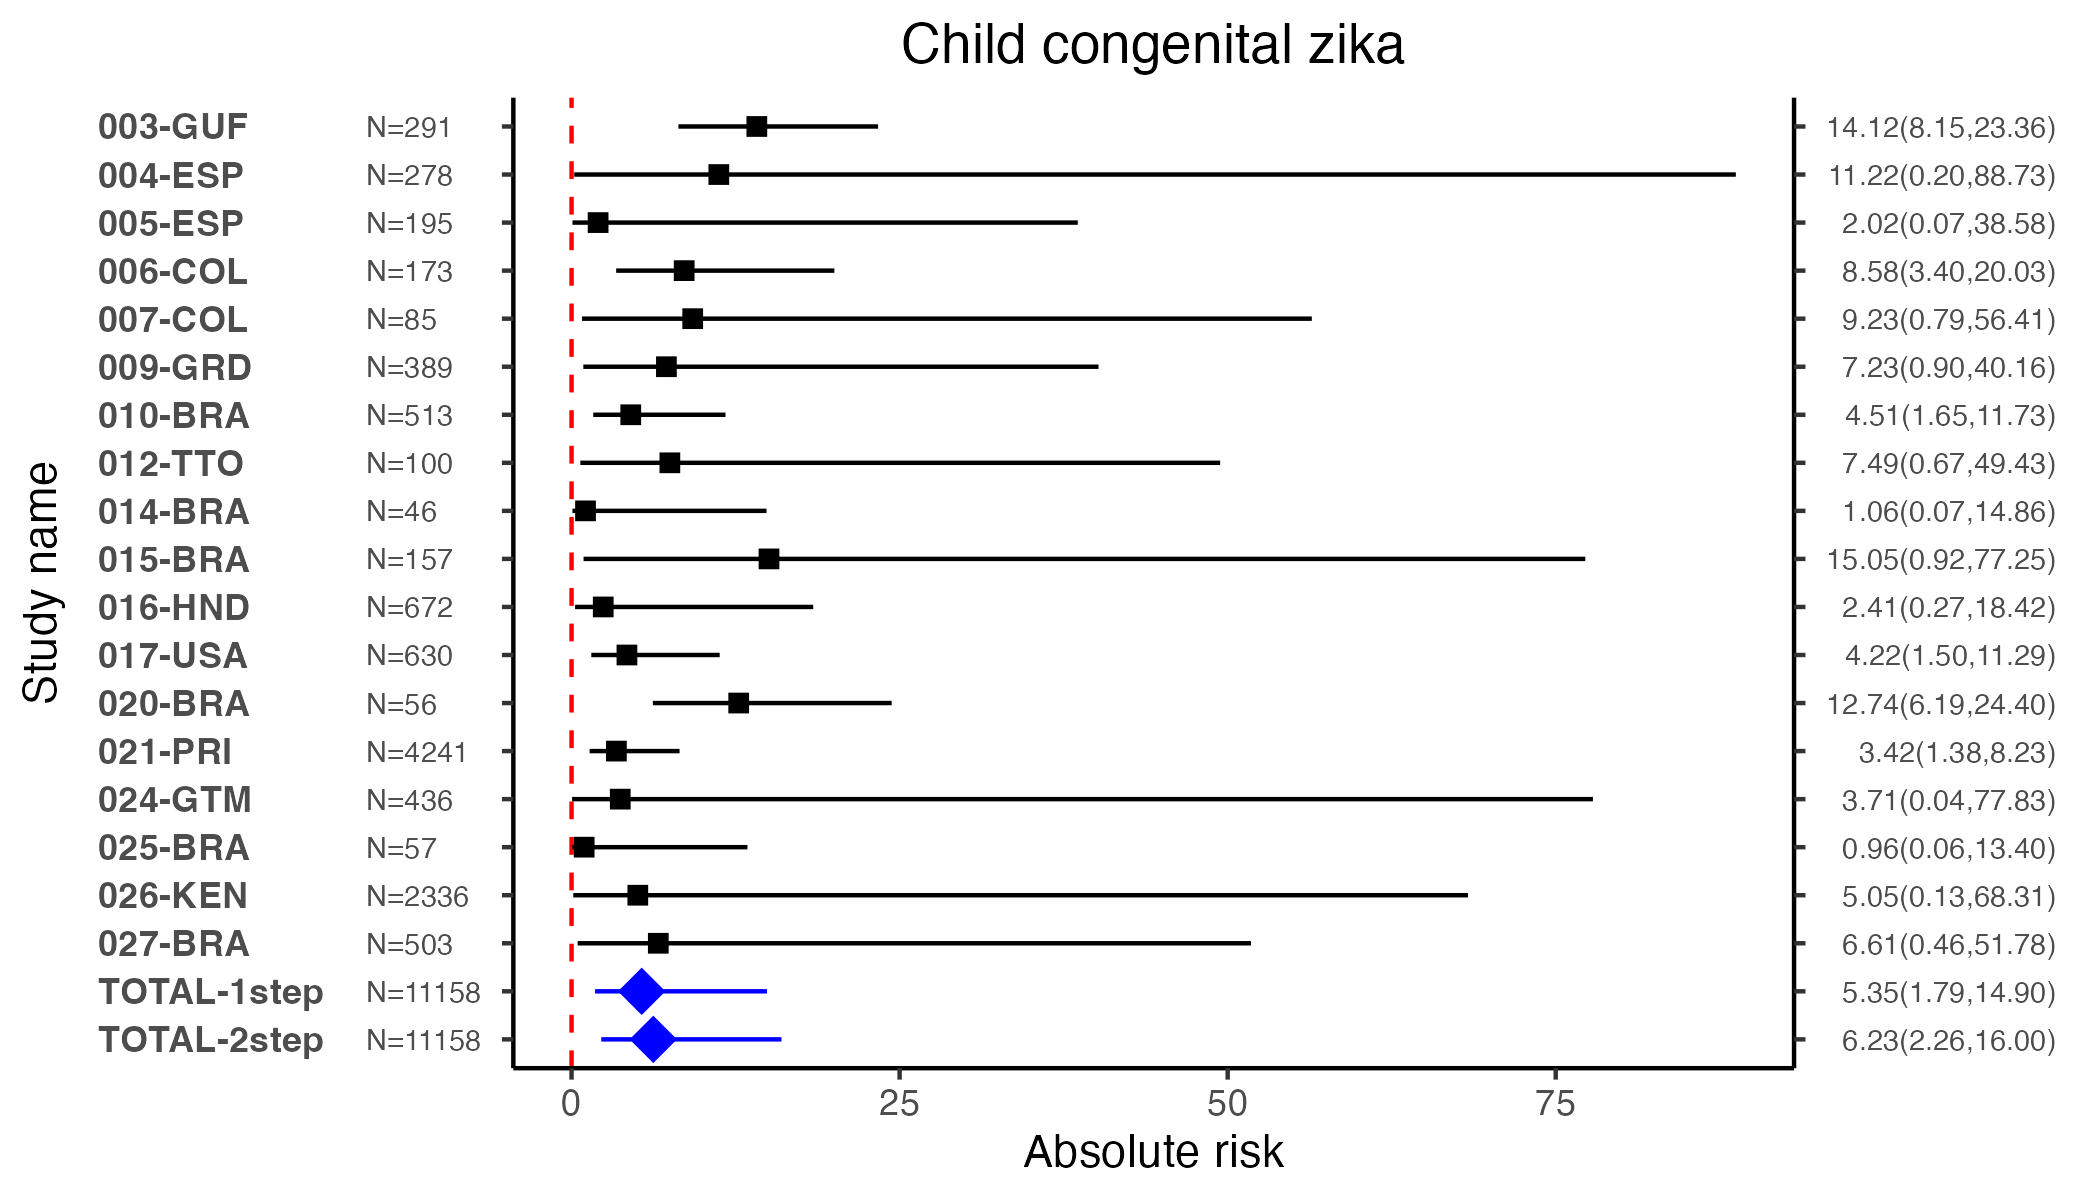 Child congenital zika
Study name
003-GUF N=291 14.12(8.15,23.36)
004-ESP N=278 11.22(0.20,88.73)
005-ESP N=195 2.02(0.07,38.58)
006-COL N=173 8.58(3.40,20.03)
007-COL N=85 9.23(0.79,56.41)
009-GRD N=389 7.23(0.90,40.16)
010-BRA N=513 4.51(1.65,11.73)
012-TTO N=100 7.49(0.67,49.43)
014-BRA N=46 1.06(0.07,14.86)
015-BRA N=157 15.05(0.92,77.25)
016-HND N=672 2.41(0.27,18.42)
017-USA N=630 4.22(1.50,11.29)
020-BRA N=56 12.74(6.19,24.40)
021-PRI N=4241 3.42(1.38,8.23)
024-GTM N=436 3.71(0.04,77.83)
025-BRA N=57 0.96(0.06,13.40)
026-KEN N=2336 5.05(0.13,68.31)
027-BRA N=503 6.61(0.46,51.78)
TOTAL-1step N=11158 5.35(1.79,14.90)
TOTAL-2step N=11158 6.23(2.26,16.00)
0 25 50 75
Absolute risk